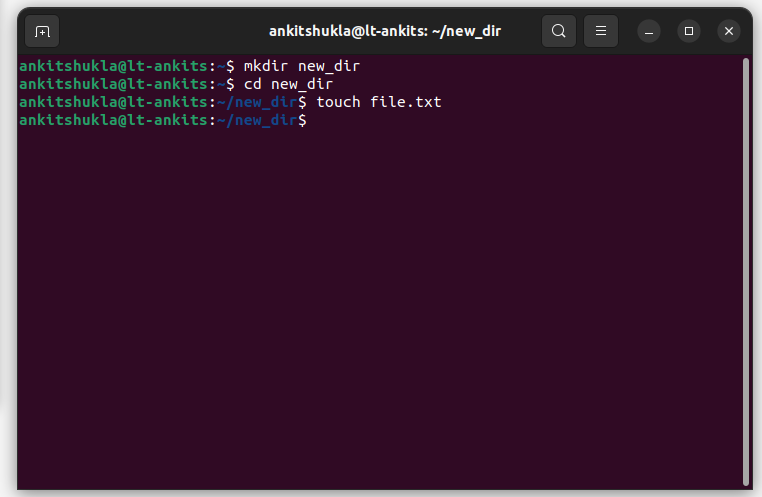 ankitshukla@lt-ankits: ~/new_dir
ankitshukla@lt-ankits:~$ mkdir new_dir
ankitshukla@lt-ankits:~$ cd new_dir
ankitshukla@lt-ankits:~/new_dir$ touch file.txt
ankitshukla@lt-ankits:~/new_dir$